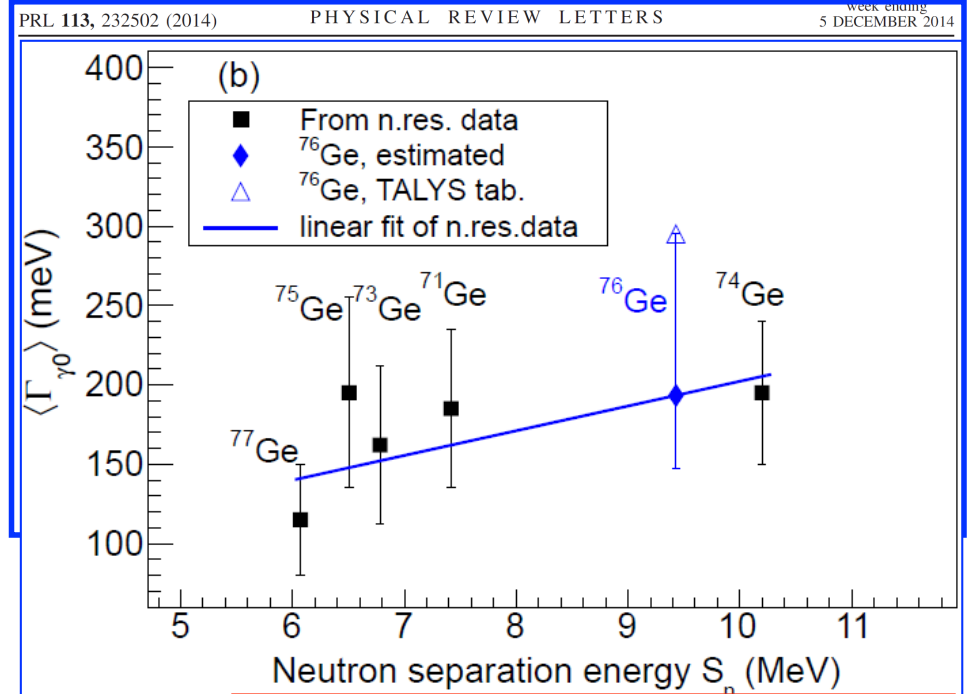 PRL 113, 232502 (2014) PHYSICAL REVIEW LETTERS week ending
5 DECEMBER 2014
(b)
From n.res. data
⁷⁶Ge, estimated
⁷⁶Ge, TALYS tab.
linear fit of n.res.data
400
350
300
250
200
150
100
⟨Γγ0⟩ (meV)
⁷⁵Ge ⁷³Ge ⁷¹Ge ⁷⁶Ge ⁷⁴Ge
⁷⁷Ge
5 6 7 8 9 10 11
Neutron separation energy Sₙ (MeV)